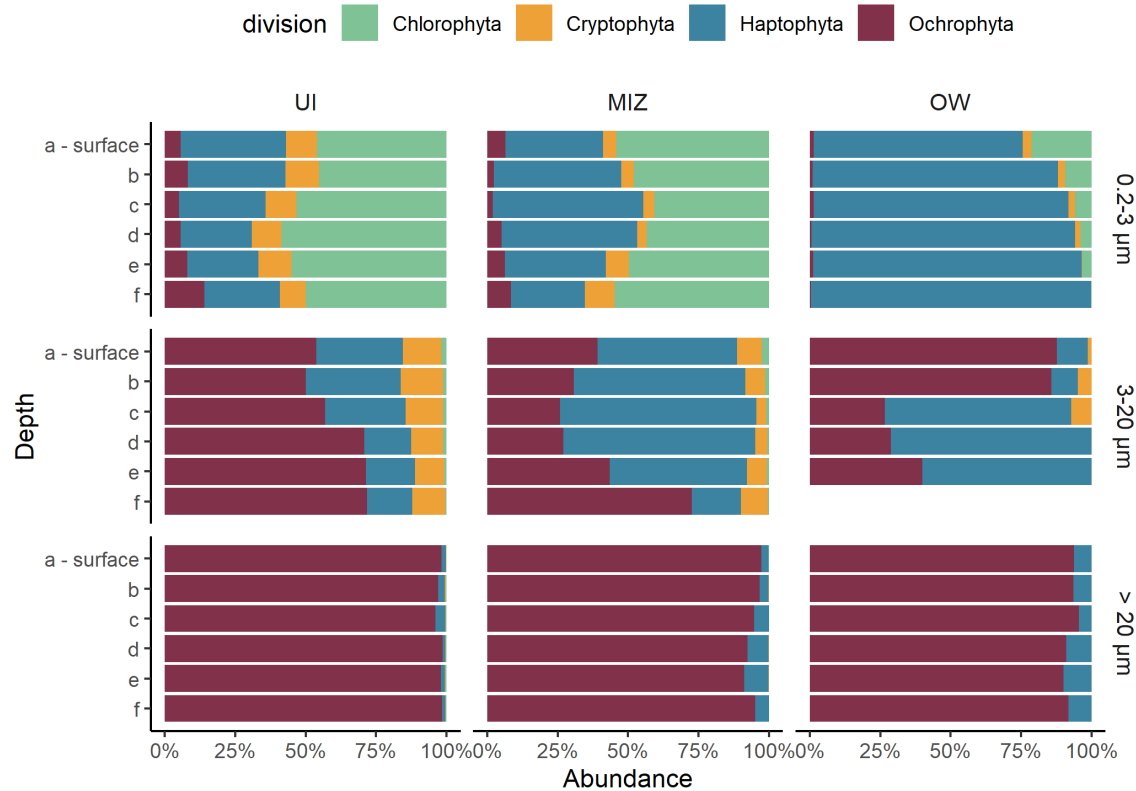 division Chlorophyta Cryptophyta Haptophyta Ochrophyta
UI MIZ OW
a - surface
b
c
d
e
f
0.2-3 µm
a - surface
b
c
d
e
f
3-20 µm
a - surface
b
c
d
e
f
> 20 µm
Depth
0% 25% 50% 75% 100% 0% 25% 50% 75% 100% 0% 25% 50% 75% 100%
Abundance